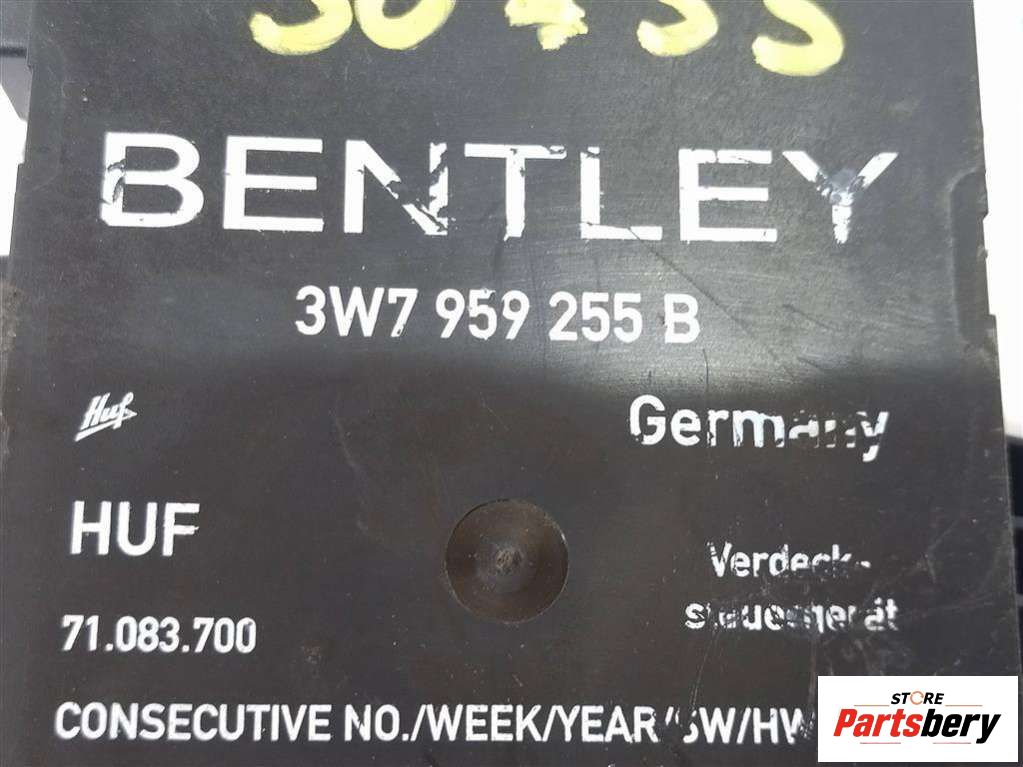 BENTLEY
3W7 959 255 B
Huf
Germany
HUF
Verdeck-
steuergerät
71.083.700
CONSECUTIVE NO./WEEK/YEAR/SW/HW
STORE
Partsbery